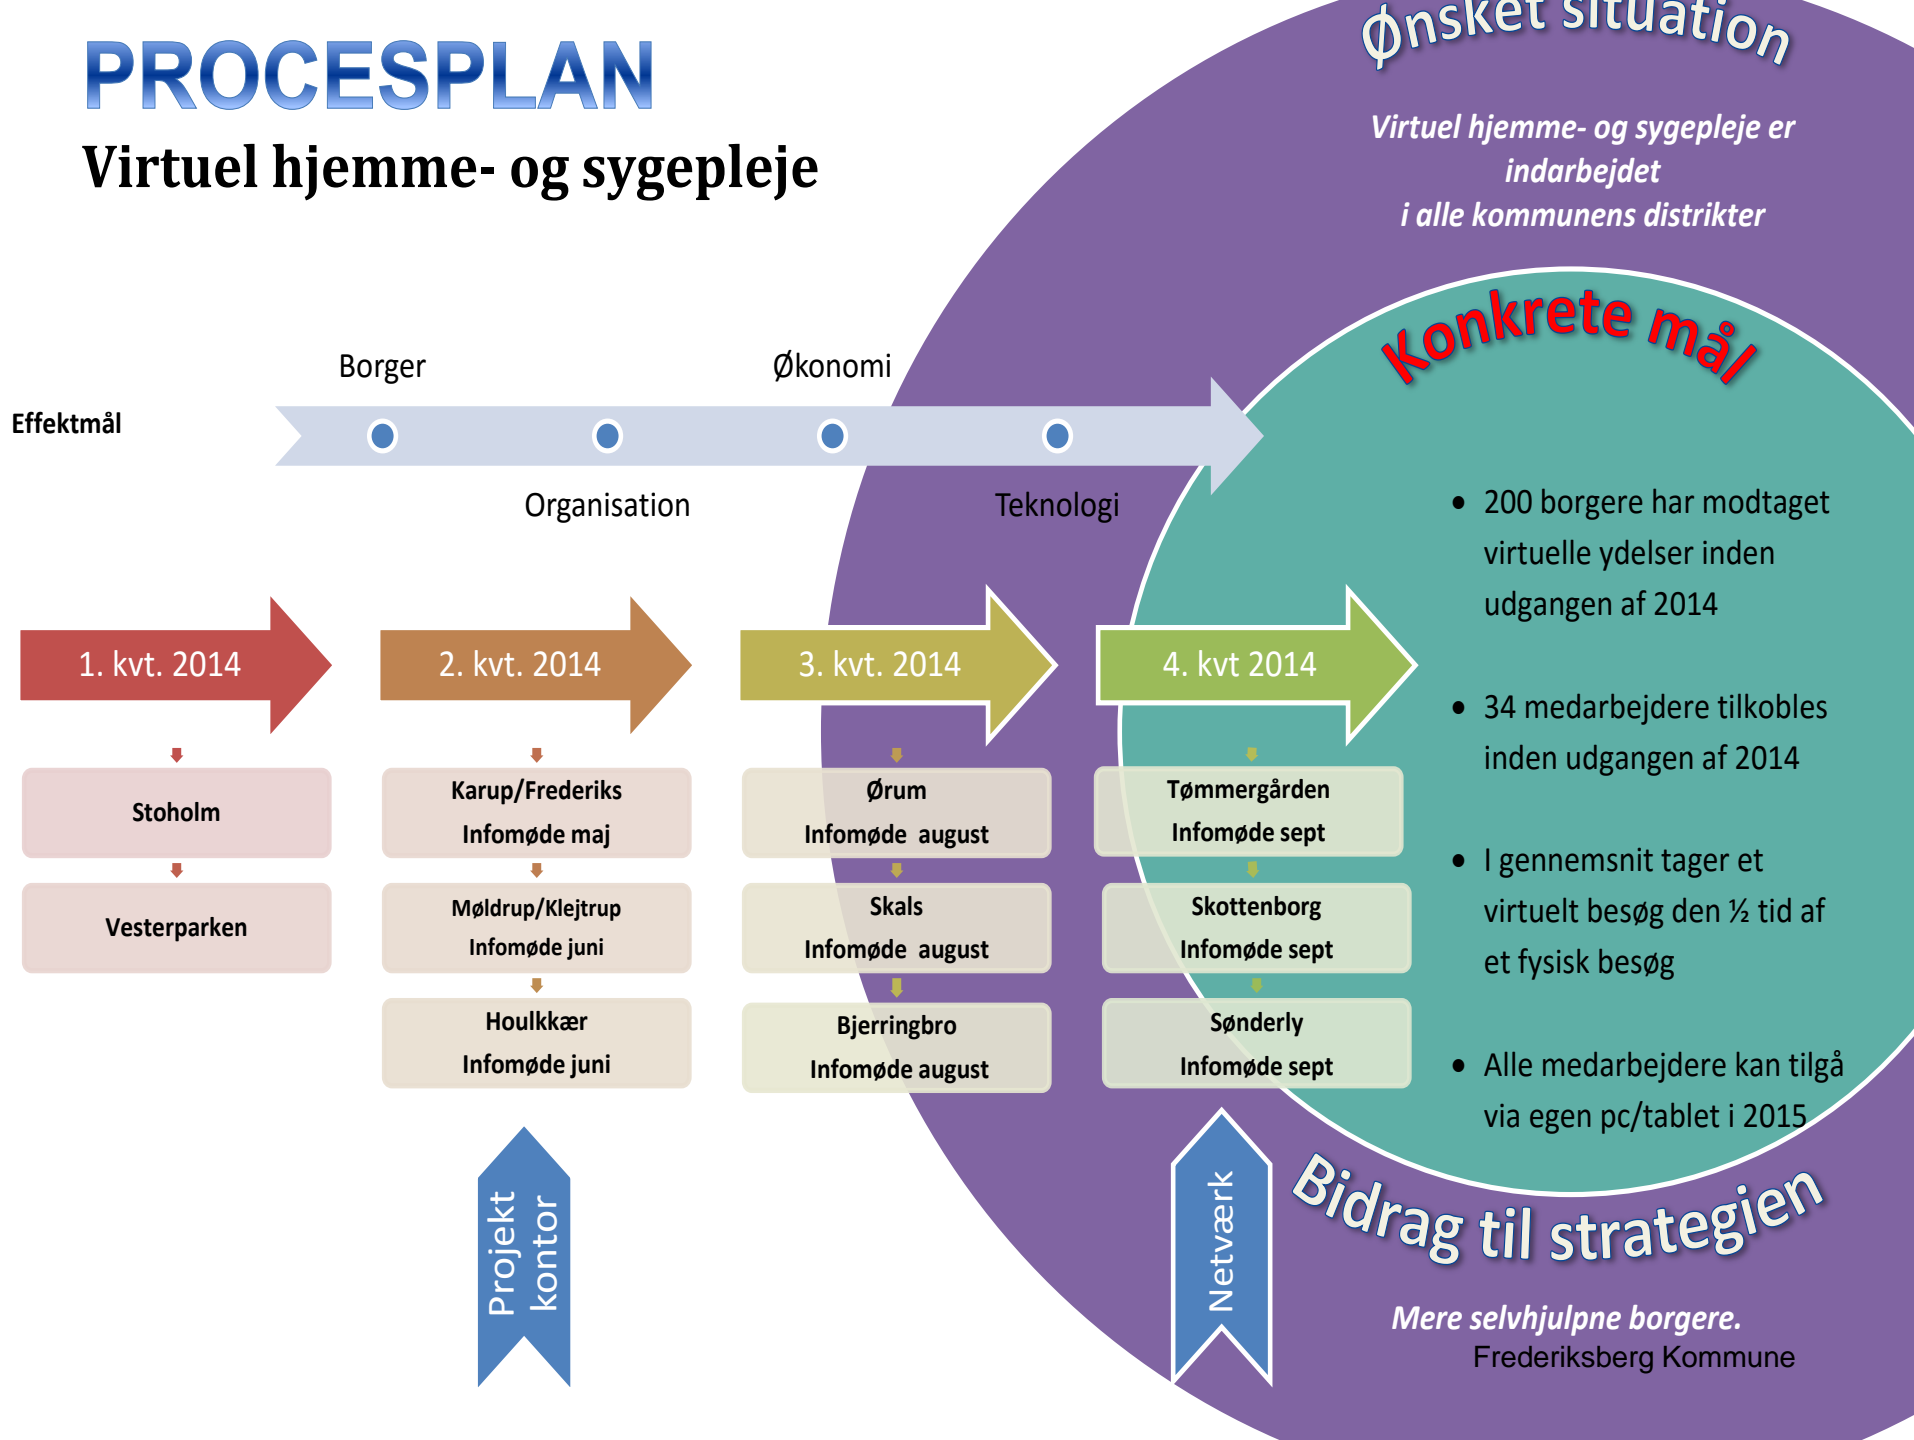 PROCESPLAN
Virtuel hjemme- og sygepleje
Ønsket situation
Virtuel hjemme- og sygepleje er
indarbejdet
i alle kommunens distrikter
Konkrete mål
Effektmål
Borger
Økonomi
Organisation
Teknologi
1. kvt. 2014
Stoholm
Vesterparken
2. kvt. 2014
Karup/Frederiks
Infomøde maj
Møldrup/Klejtrup
Infomøde juni
Houlkkær
Infomøde juni
3. kvt. 2014
Ørum
Infomøde august
Skals
Infomøde august
Bjerringbro
Infomøde august
4. kvt 2014
Tømmergården
Infomøde sept
Skottenborg
Infomøde sept
Sønderly
Infomøde sept
• 200 borgere har modtaget
virtuelle ydelser inden
udgangen af 2014
• 34 medarbejdere tilkobles
inden udgangen af 2014
• I gennemsnit tager et
virtuelt besøg den ½ tid af
et fysisk besøg
• Alle medarbejdere kan tilgå
via egen pc/tablet i 2015
Projekt
kontor
Netværk
Bidrag til strategien
Mere selvhjulpne borgere.
Frederiksberg Kommune